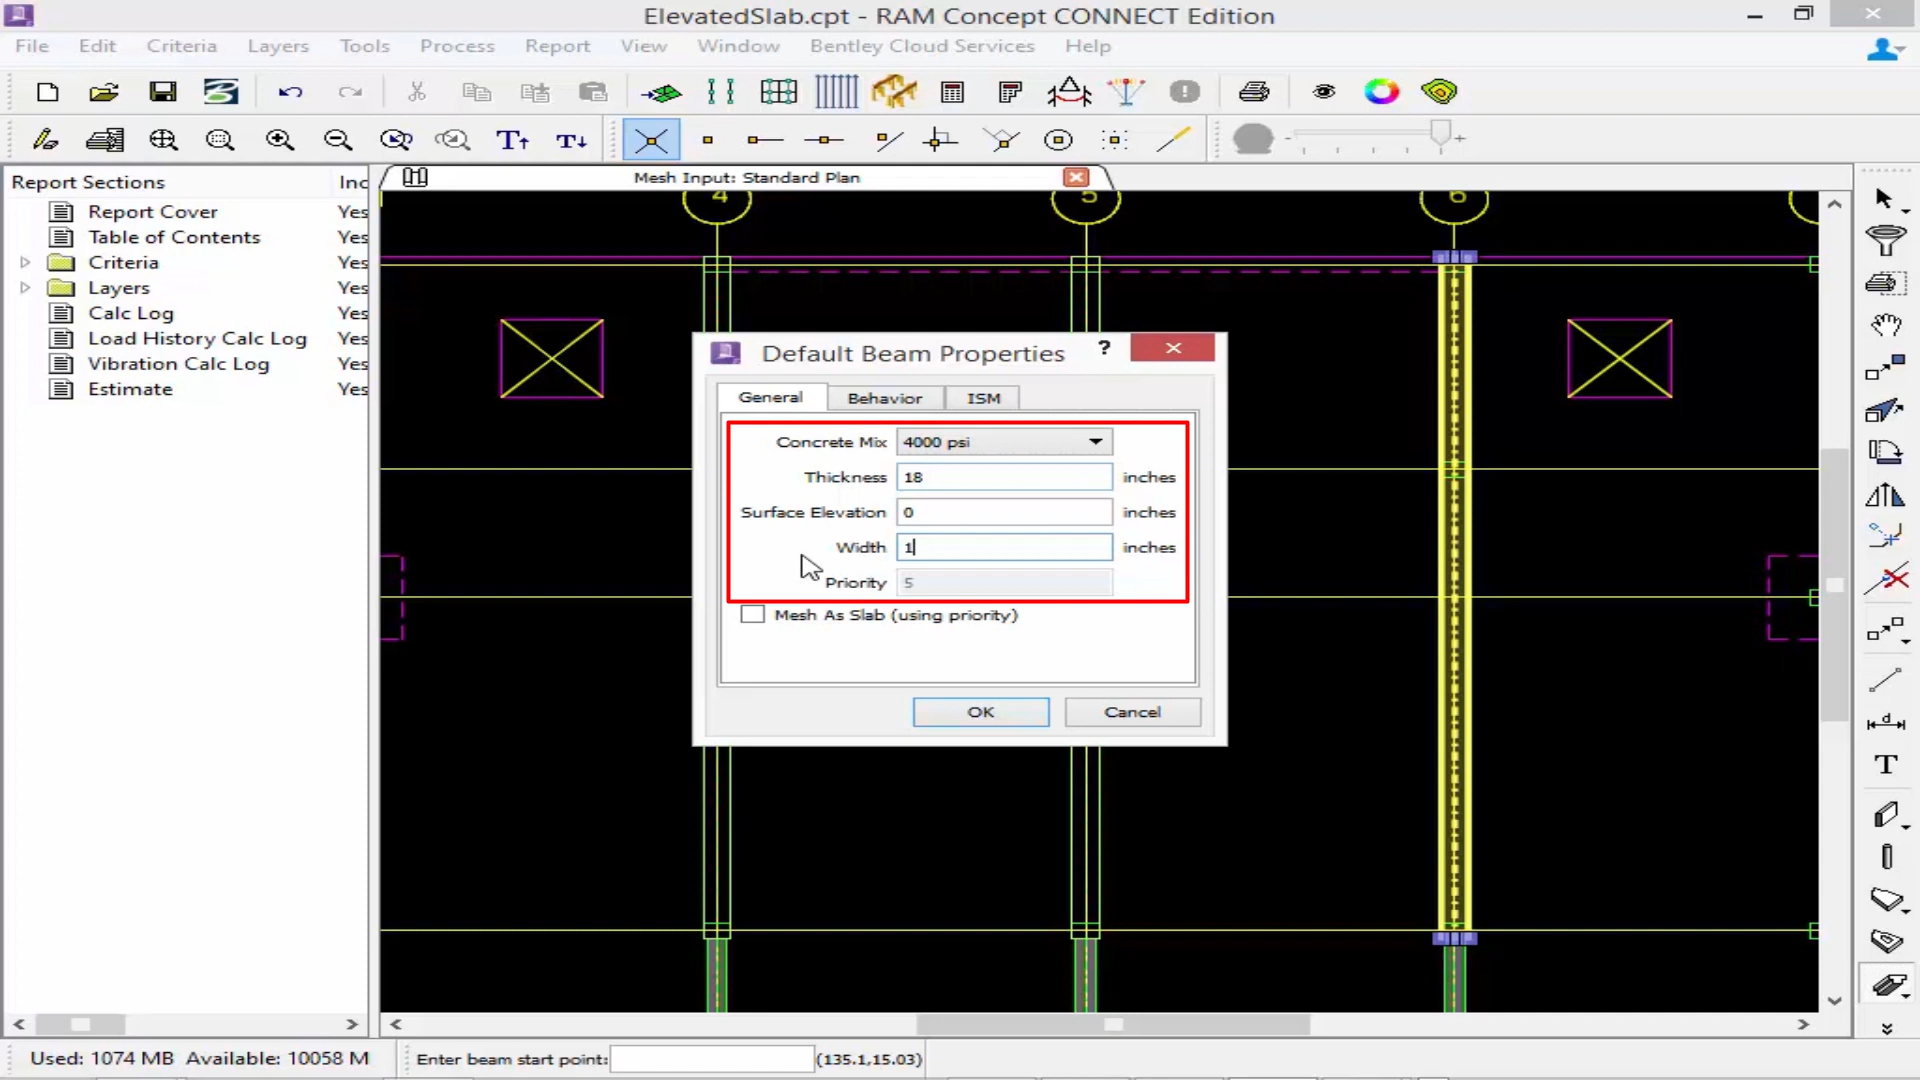 ElevatedSlab.cpt - RAM Concept CONNECT Edition
File Edit Criteria Layers Tools Process Report View Window Bentley Cloud Services Help
Report Sections Inc
Report Cover Yes
Table of Contents Yes
Criteria Yes
Layers Yes
Calc Log Yes
Load History Calc Log Yes
Vibration Calc Log Yes
Estimate Yes
Mesh Input: Standard Plan
4 5 6
Default Beam Properties
General Behavior ISM
Concrete Mix 4000 psi
Thickness 18 inches
Surface Elevation 0 inches
Width 1 inches
Priority 5
Mesh As Slab (using priority)
OK Cancel
Used: 1074 MB Available: 10058 M
Enter beam start point: (135.1,15.03)